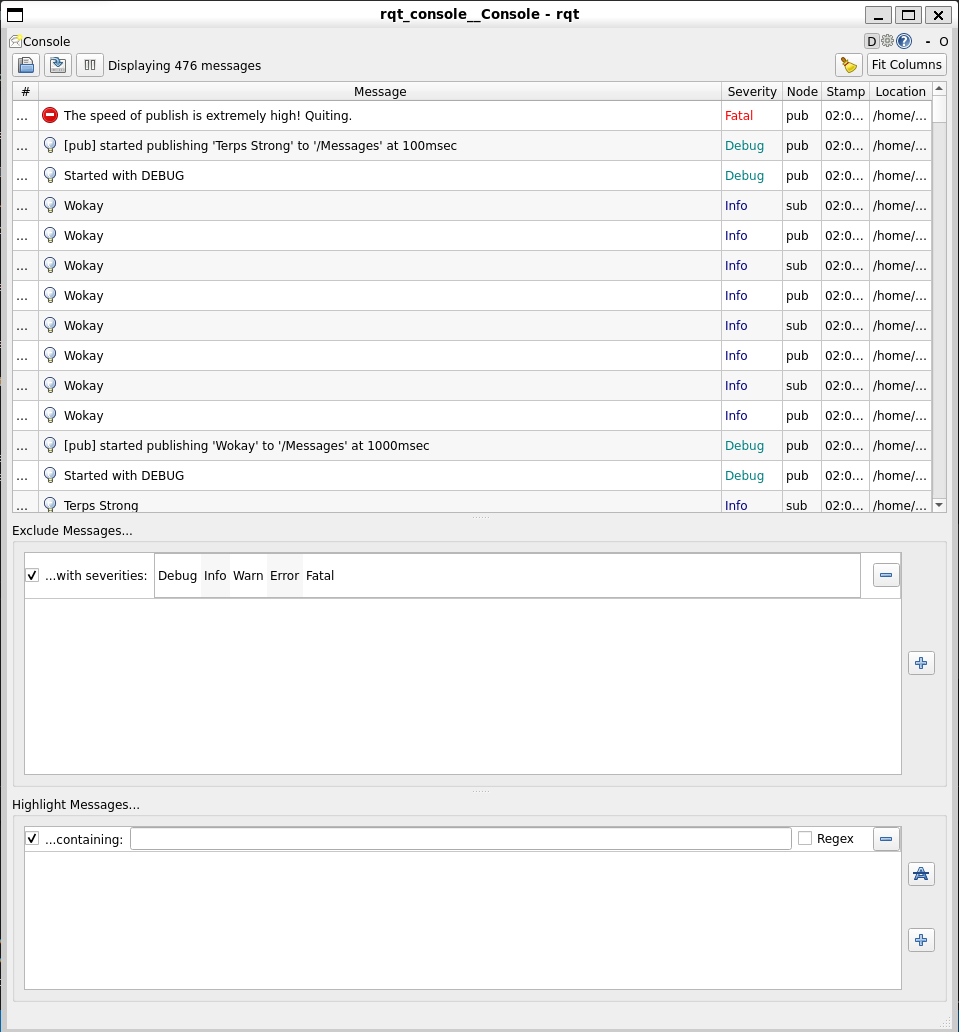 rqt_console__Console - rqt
Console D ? - O
Displaying 476 messages Fit Columns
# Message Severity Node Stamp Location
... The speed of publish is extremely high! Quiting. Fatal pub 02:0... /home/...
... [pub] started publishing 'Terps Strong' to '/Messages' at 100msec Debug pub 02:0... /home/...
... Started with DEBUG Debug pub 02:0... /home/...
... Wokay Info sub 02:0... /home/...
... Wokay Info pub 02:0... /home/...
... Wokay Info sub 02:0... /home/...
... Wokay Info pub 02:0... /home/...
... Wokay Info sub 02:0... /home/...
... Wokay Info pub 02:0... /home/...
... Wokay Info sub 02:0... /home/...
... Wokay Info pub 02:0... /home/...
... [pub] started publishing 'Wokay' to '/Messages' at 1000msec Debug pub 02:0... /home/...
... Started with DEBUG Debug pub 02:0... /home/...
... Terps Strong Info sub 02:0... /home/...
Exclude Messages...
...with severities: Debug Info Warn Error Fatal
Highlight Messages...
...containing: Regex